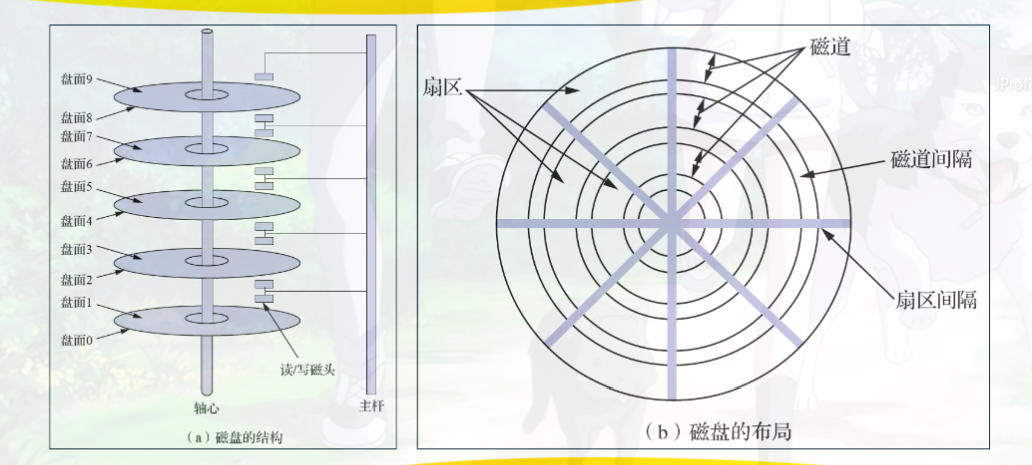 盘面9
盘面8
盘面7
盘面6
盘面5
盘面4
盘面3
盘面2
盘面1
盘面0
读/写磁头
轴心
主杆
（a）磁盘的结构
磁道
扇区
磁道间隔
扇区间隔
（b）磁盘的布局